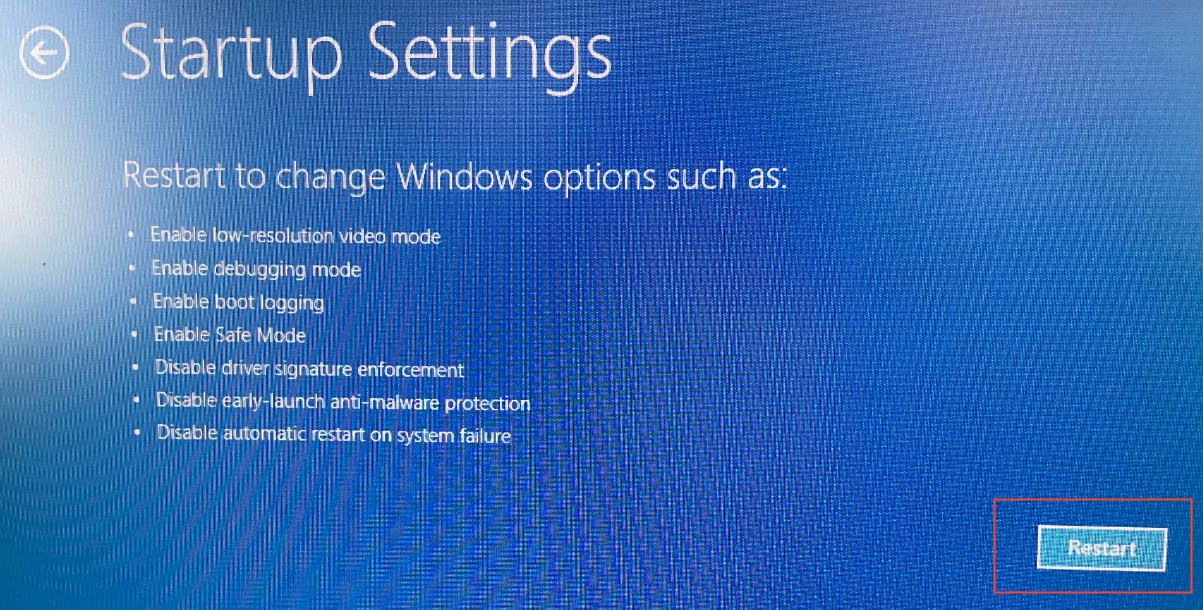 Startup Settings
Restart to change Windows options such as:
• Enable low-resolution video mode
• Enable debugging mode
• Enable boot logging
• Enable Safe Mode
• Disable driver signature enforcement
• Disable early-launch anti-malware protection
• Disable automatic restart on system failure
Restart